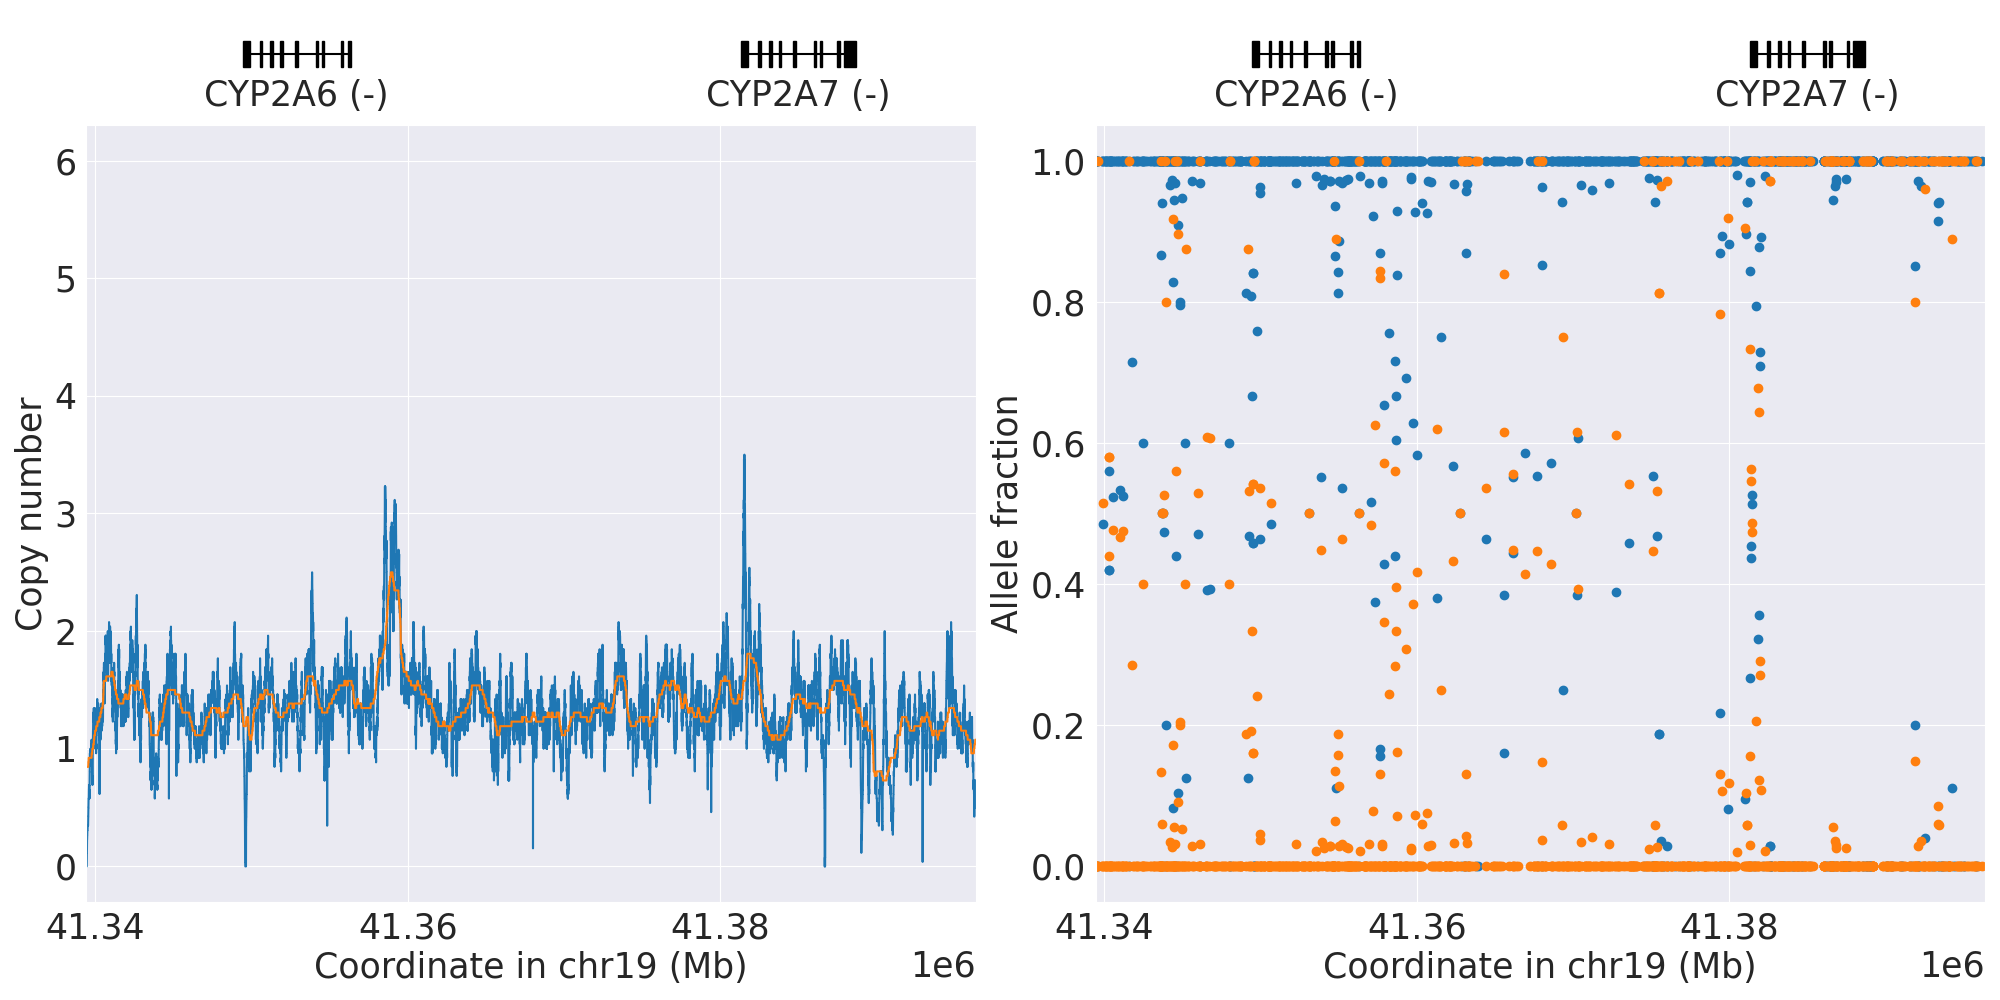 CYP2A6 (-) CYP2A7 (-) CYP2A6 (-) CYP2A7 (-)
6
5
4
3
2
1
0
Copy number
41.34 41.36 41.38
Coordinate in chr19 (Mb) 1e6
1.0
0.8
0.6
0.4
0.2
0.0
Allele fraction
41.34 41.36 41.38
Coordinate in chr19 (Mb) 1e6